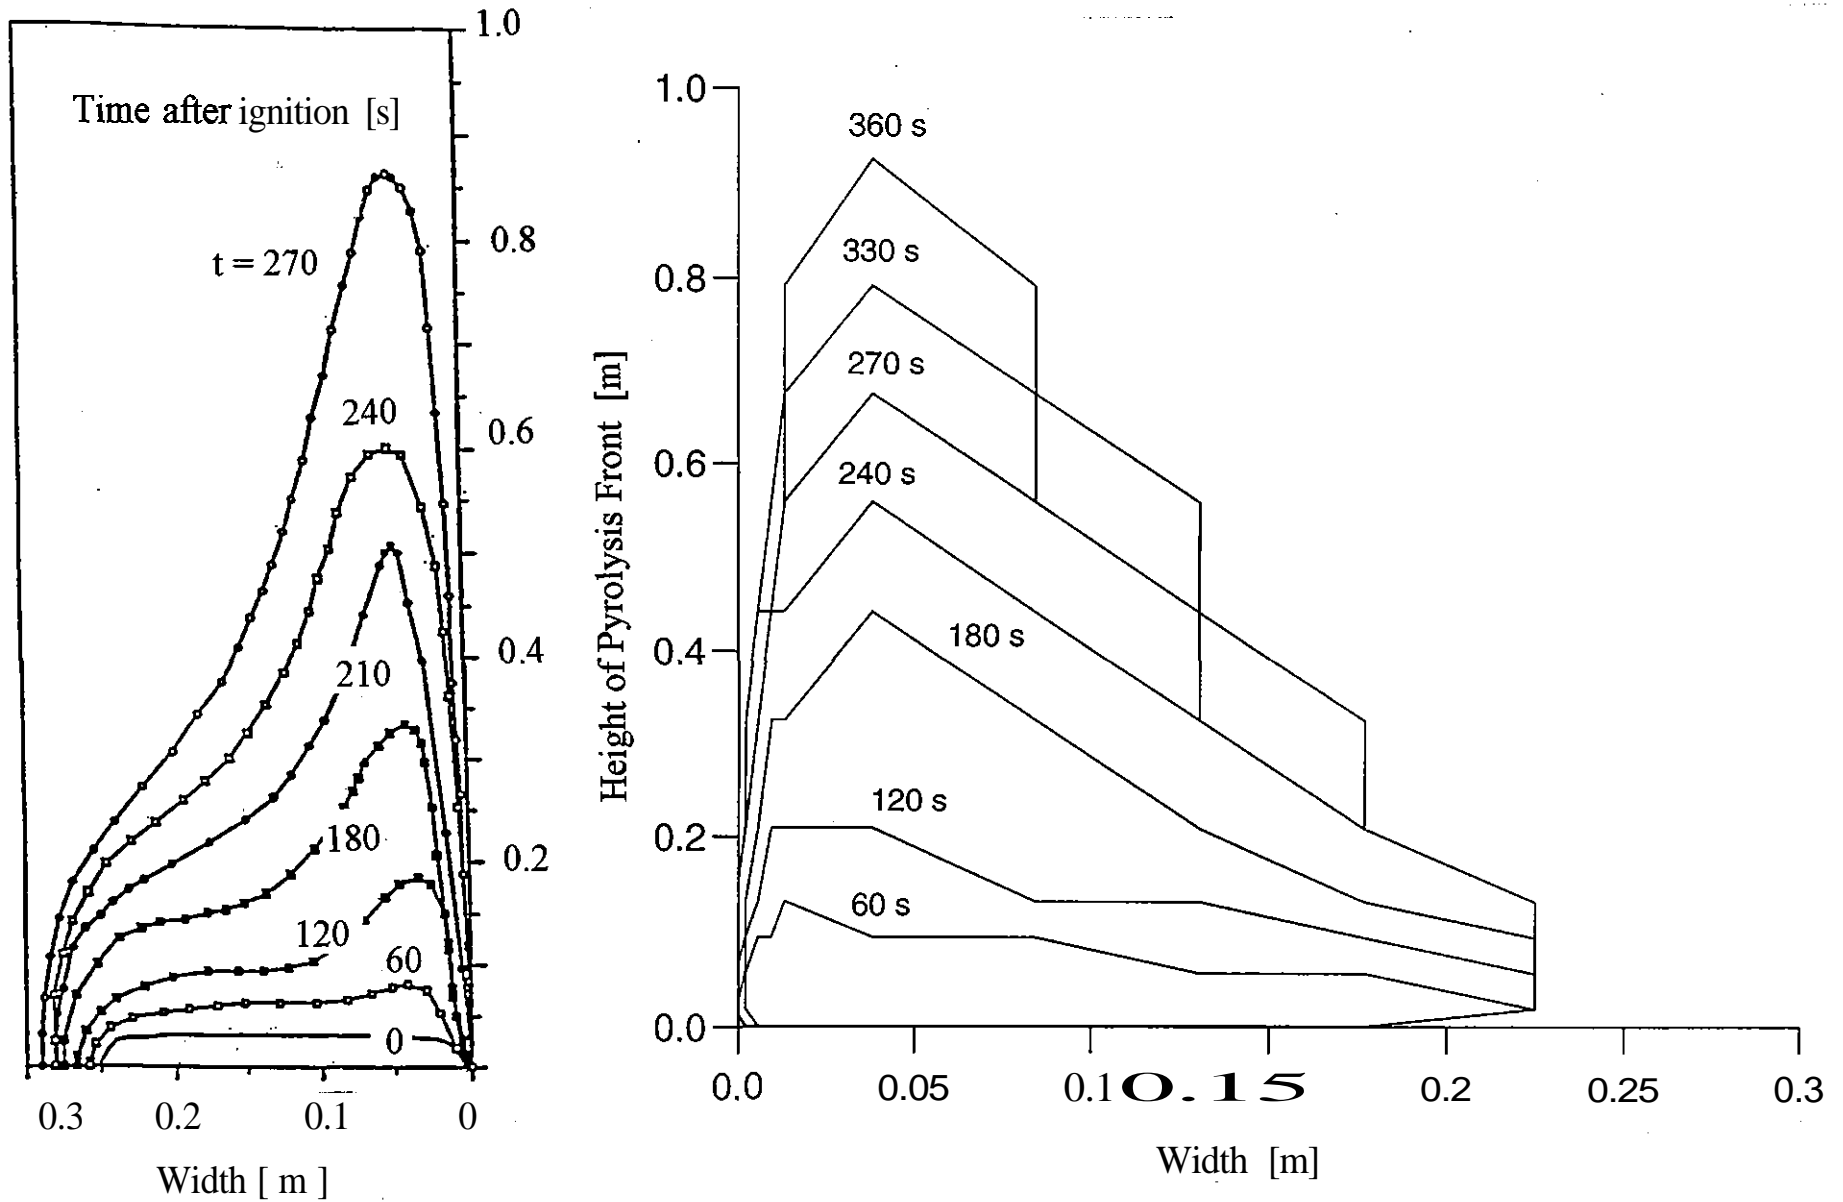 1.0
Time after ignition [s]
t = 270
0.8
240
0.6
0.4
210
180
0.2
120
60
0
0.3 0.2 0.1 0
Width [ m ]
Height of Pyrolysis Front [m]
1.0
360 s
330 s
0.8
270 s
0.6
240 s
0.4
180 s
120 s
0.2
60 s
0.0
0.0 0.05 0.1 0.15 0.2 0.25 0.3
Width [m]